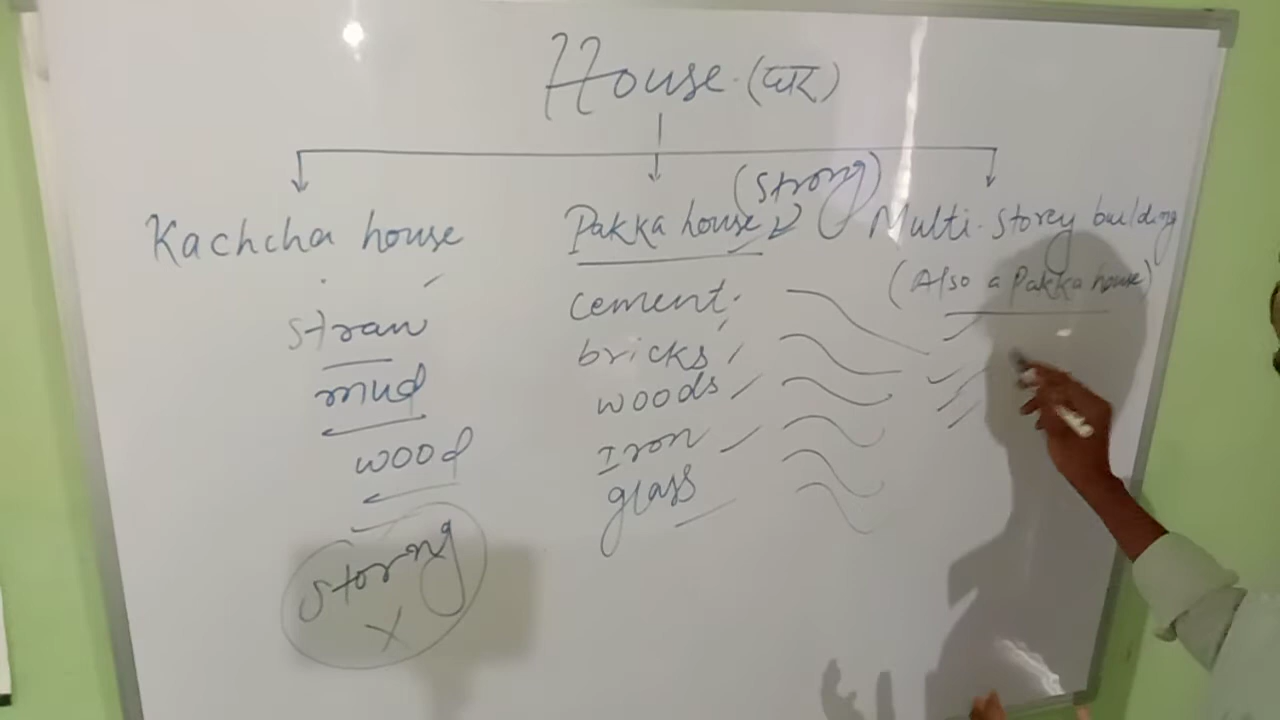 House (घर)
(strong)
Kachcha house
Pakka house
Multi-storey building
(Also a Pakka house)
straw
mud
wood
storng
X
cement
bricks
woods
Iron
glass